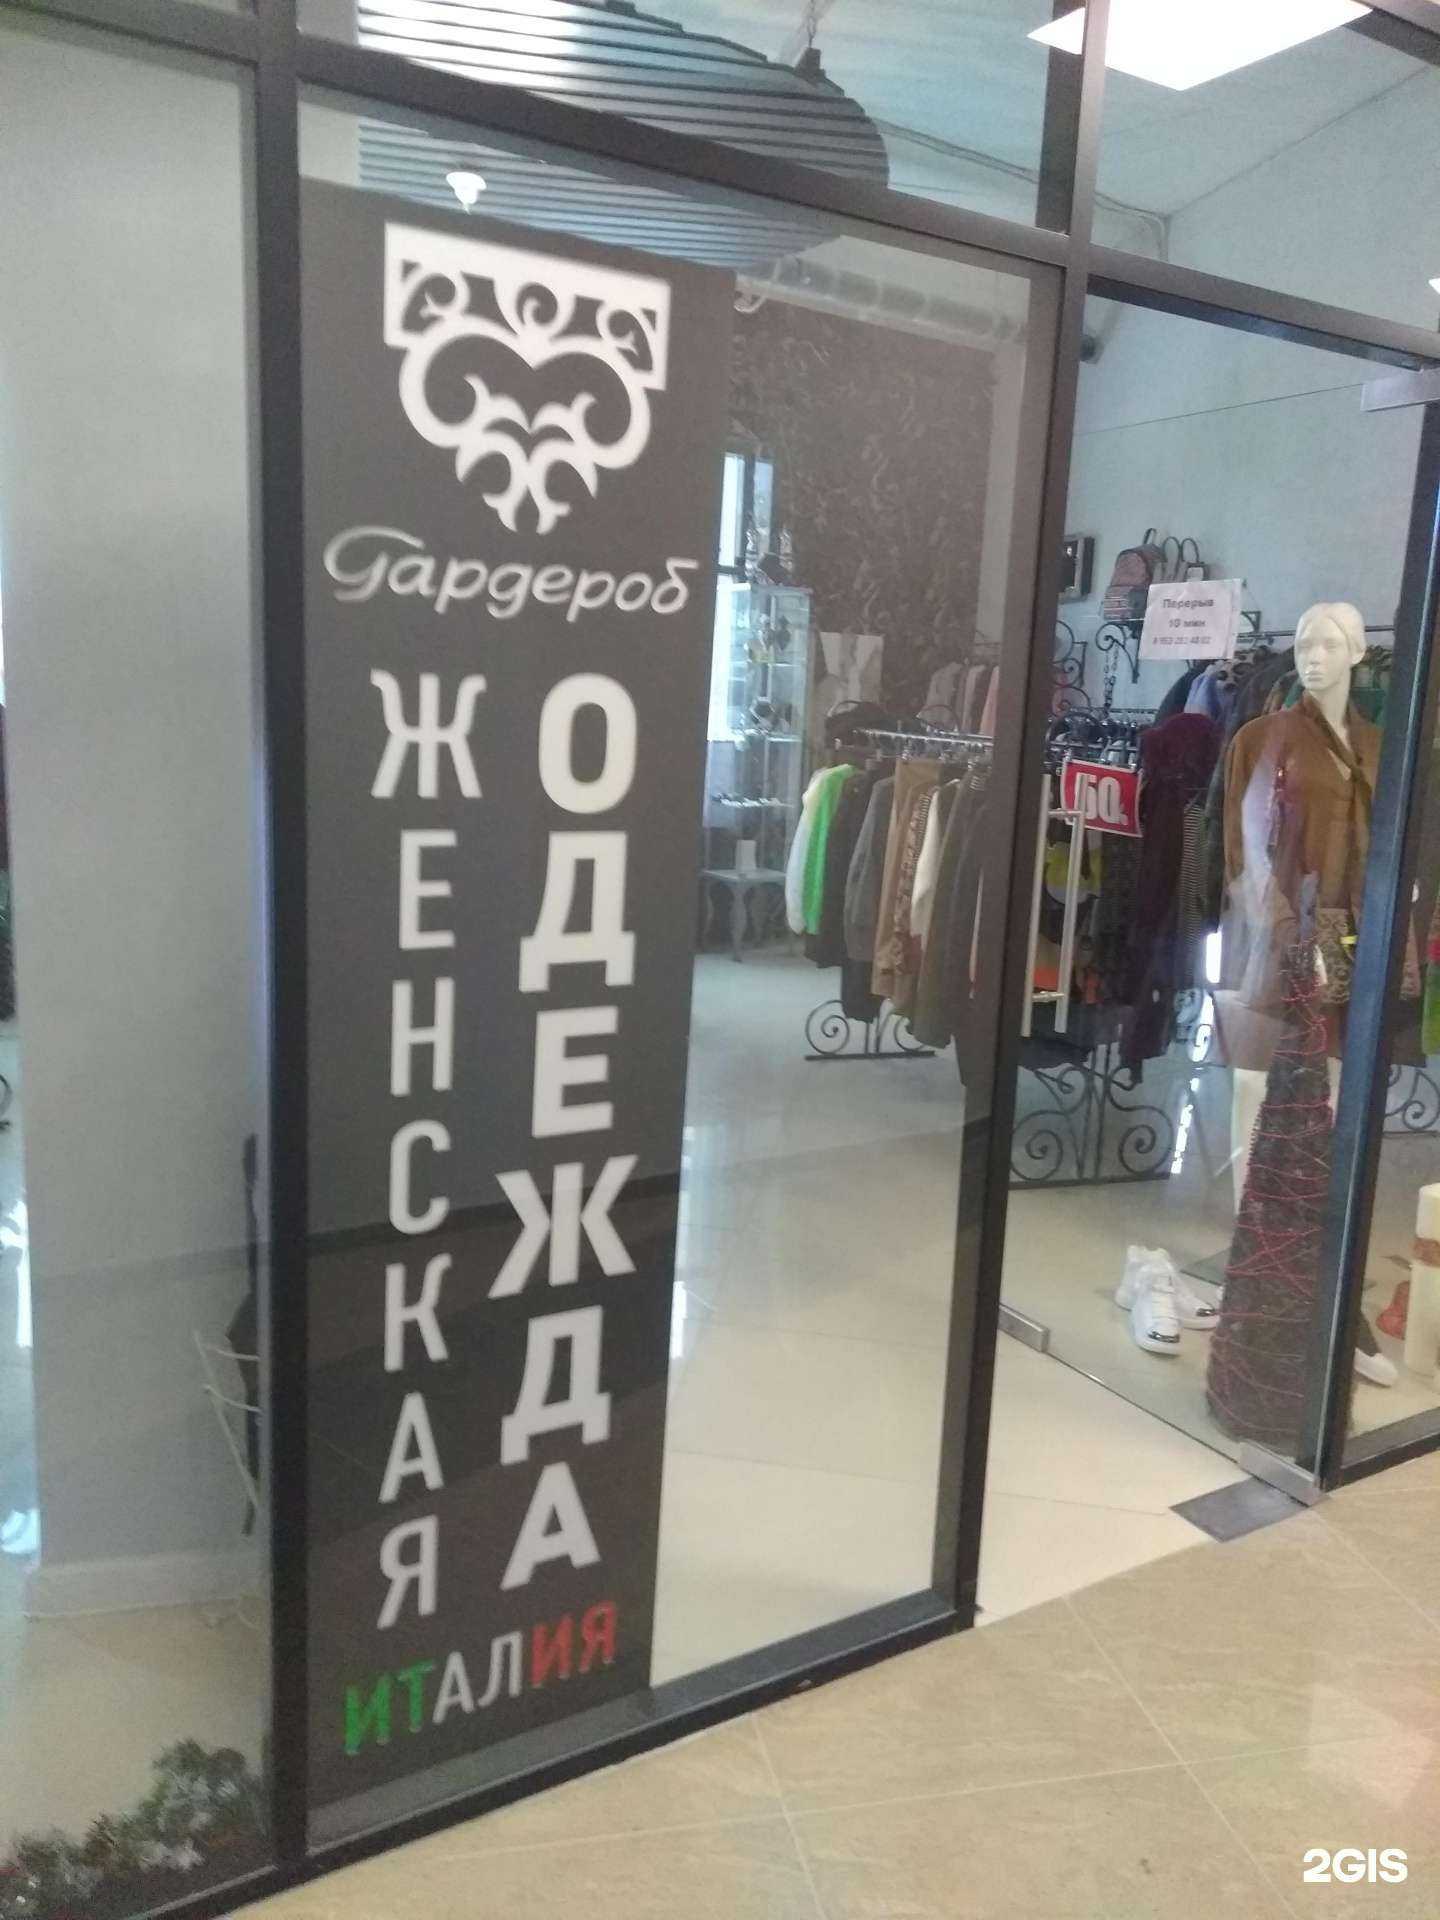 Гардероб
ЖЕНСКАЯ
ОДЕЖДА
ИТАЛИЯ
Перерыв
10 мин
50%
2GIS